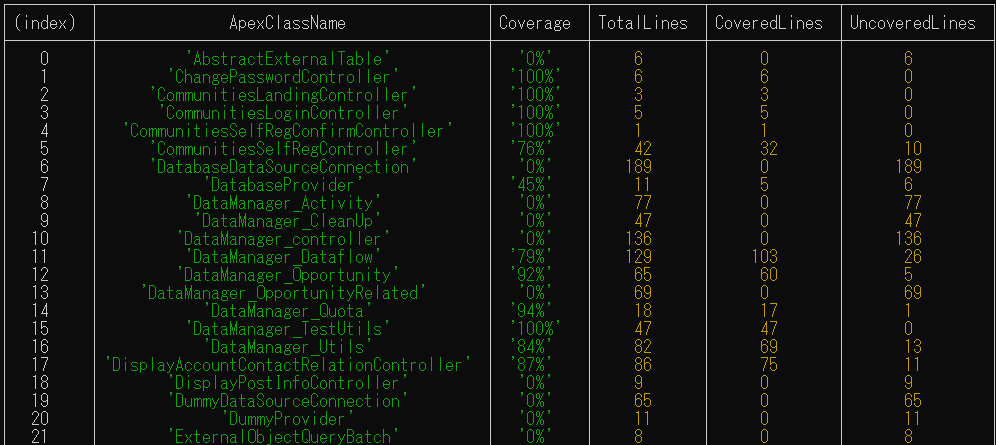 (index) ApexClassName Coverage TotalLines CoveredLines UncoveredLines
0 'AbstractExternalTable' '0%' 6 0 6
1 'ChangePasswordController' '100%' 6 6 0
2 'CommunitiesLandingController' '100%' 3 3 0
3 'CommunitiesLoginController' '100%' 5 5 0
4 'CommunitiesSelfRegConfirmController' '100%' 1 1 0
5 'CommunitiesSelfRegController' '76%' 42 32 10
6 'DatabaseDataSourceConnection' '0%' 189 0 189
7 'DatabaseProvider' '45%' 11 5 6
8 'DataManager_Activity' '0%' 77 0 77
9 'DataManager_CleanUp' '0%' 47 0 47
10 'DataManager_controller' '0%' 136 0 136
11 'DataManager_Dataflow' '79%' 129 103 26
12 'DataManager_Opportunity' '92%' 65 60 5
13 'DataManager_OpportunityRelated' '0%' 69 0 69
14 'DataManager_Quota' '94%' 18 17 1
15 'DataManager_TestUtils' '100%' 47 47 0
16 'DataManager_Utils' '84%' 82 69 13
17 'DisplayAccountContactRelationController' '87%' 86 75 11
18 'DisplayPostInfoController' '0%' 9 0 9
19 'DummyDataSourceConnection' '0%' 65 0 65
20 'DummyProvider' '0%' 11 0 11
21 'ExternalObjectQueryBatch' '0%' 8 0 8